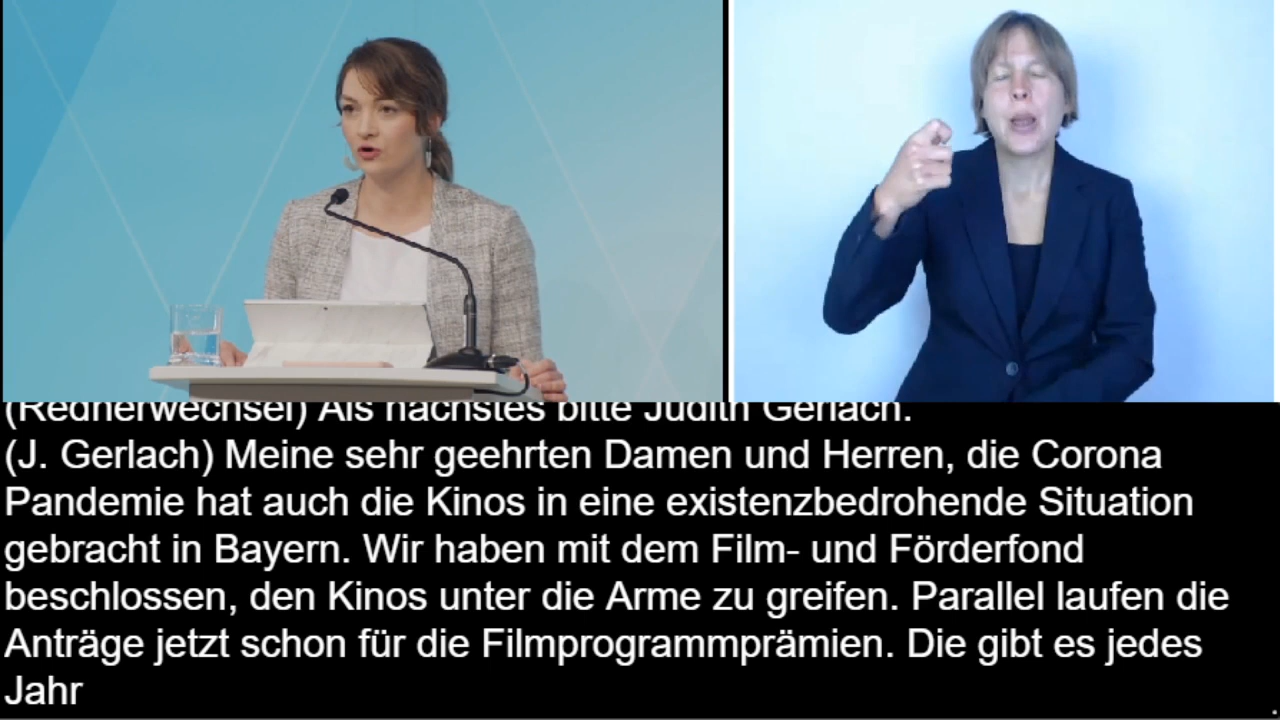 (Rednerwechsel) Als nächstes bitte Judith Gerlach.
(J. Gerlach) Meine sehr geehrten Damen und Herren, die Corona
Pandemie hat auch die Kinos in eine existenzbedrohende Situation
gebracht in Bayern. Wir haben mit dem Film- und Förderfond
beschlossen, den Kinos unter die Arme zu greifen. Parallel laufen die
Anträge jetzt schon für die Filmprogrammprämien. Die gibt es jedes
Jahr